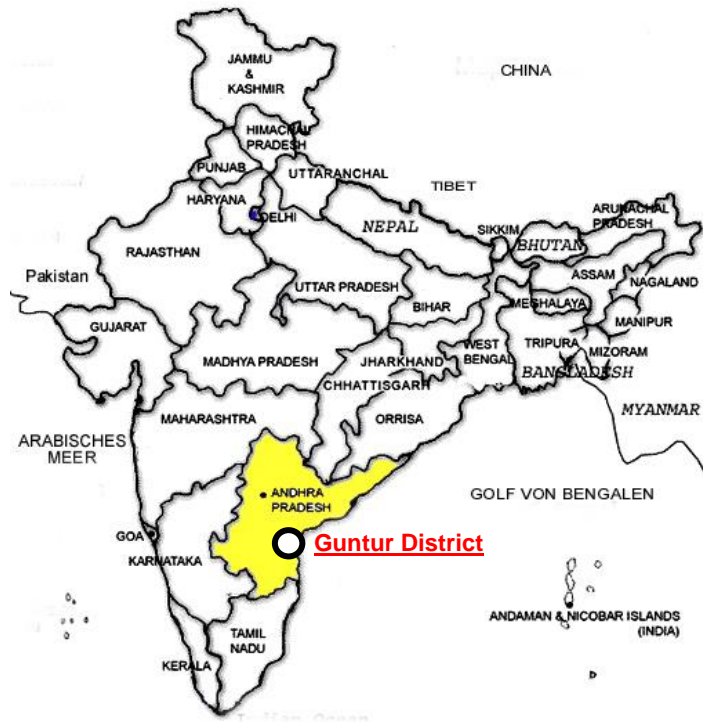 JAMMU
&
KASHMIR
CHINA
HIMACHAL
PRADESH
PUNJAB
UTTARANCHAL
TIBET
HARYANA
DELHI
NEPAL
SIKKIM
BHUTAN
ARUNACHAL
PRADESH
RAJASTHAN
Pakistan
UTTAR PRADESH
BIHAR
ASSAM
NAGALAND
MEGHALAYA
MANIPUR
GUJARAT
MADHYA PRADESH
JHARKHAND
WEST
BENGAL
TRIPURA
MIZORAM
BANGLADESH
CHHATTISGARH
MAHARASHTRA
ORRISA
MYANMAR
ARABISCHES
MEER
ANDHRA
PRADESH
GOLF VON BENGALEN
GOA
KARNATAKA
Guntur District
ANDAMAN & NICOBAR ISLANDS
(INDIA)
TAMIL
NADU
KERALA